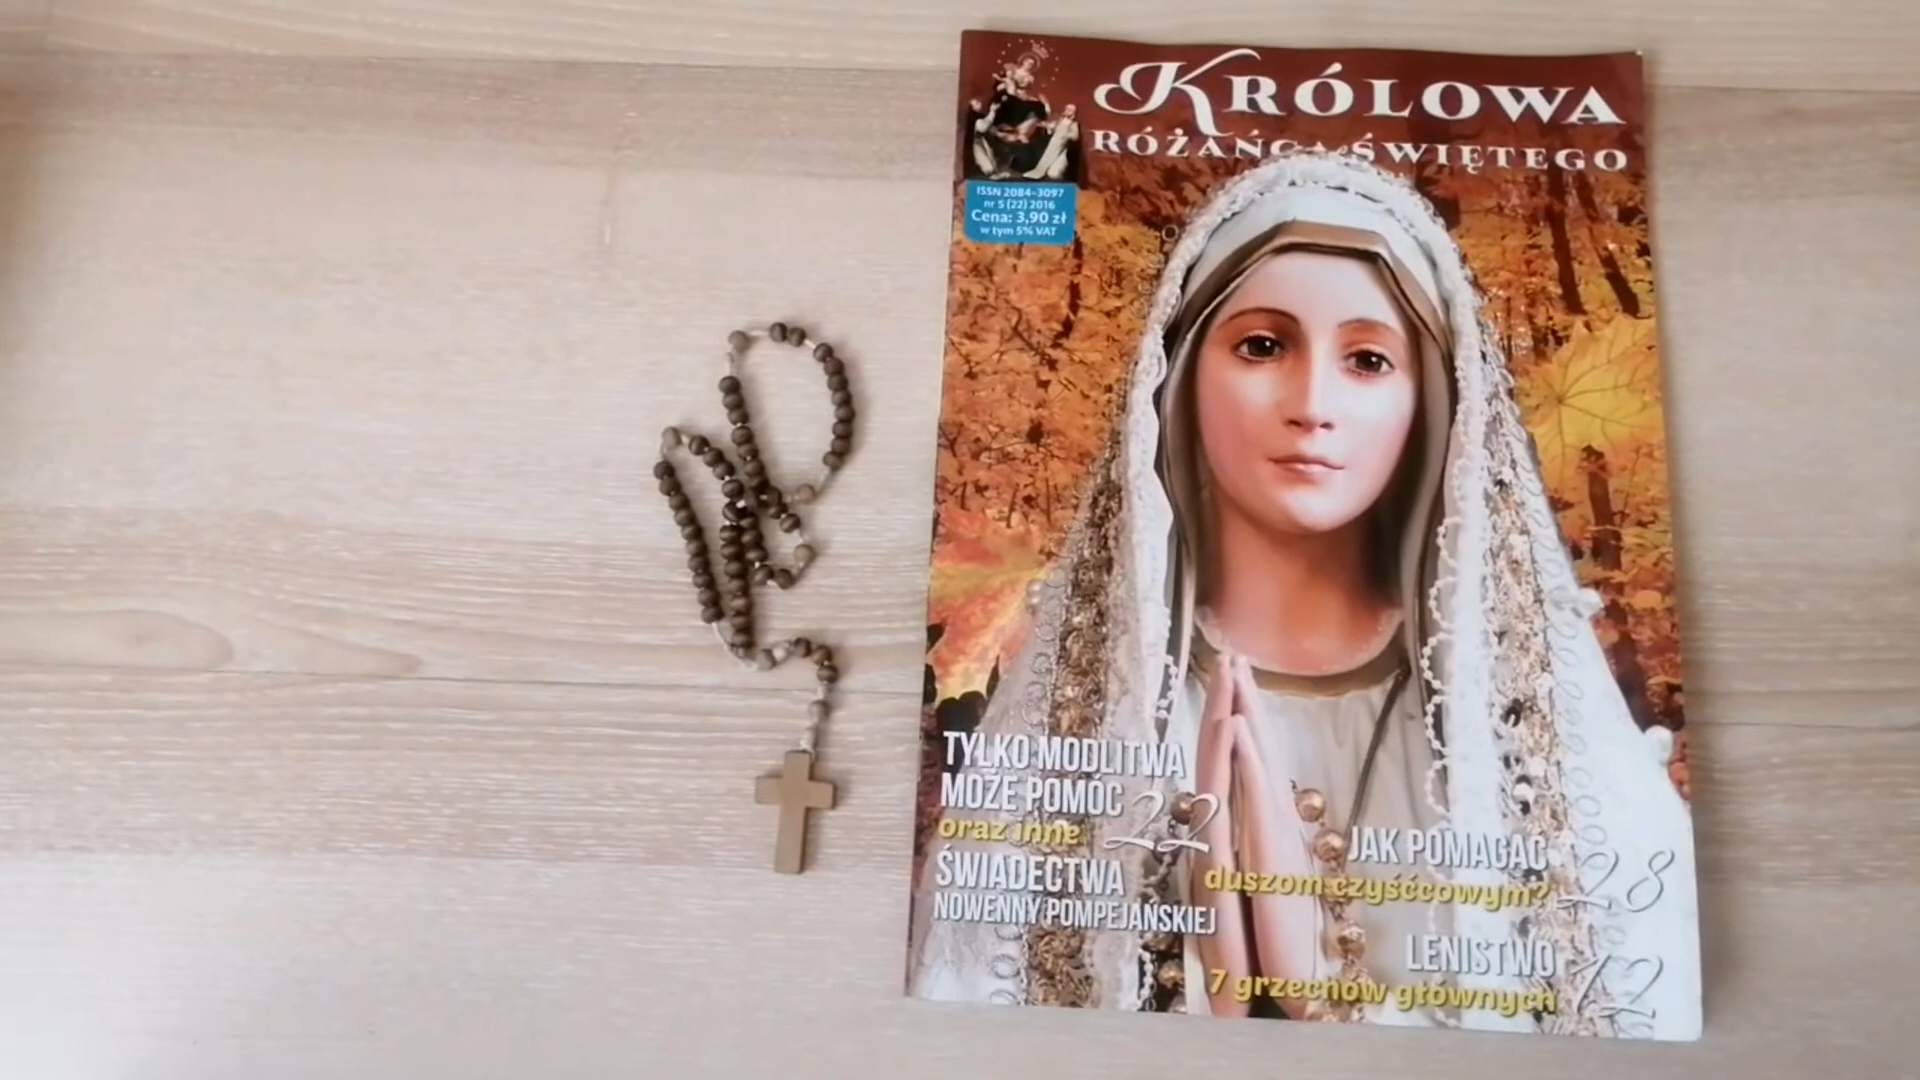 KRÓLOWA
RÓŻAŃCA ŚWIĘTEGO
ISSN 2084-3097
nr 5 (22) 2016
Cena: 3,90 zł
w tym 5% VAT
TYLKO MODLITWA
MOŻE POMÓC 22
oraz inne
ŚWIADECTWA
NOWENNY POMPEJAŃSKIEJ
JAK POMAGAĆ
duszom czyśćcowym? 28
LENISTWO
7 grzechów głównych 12